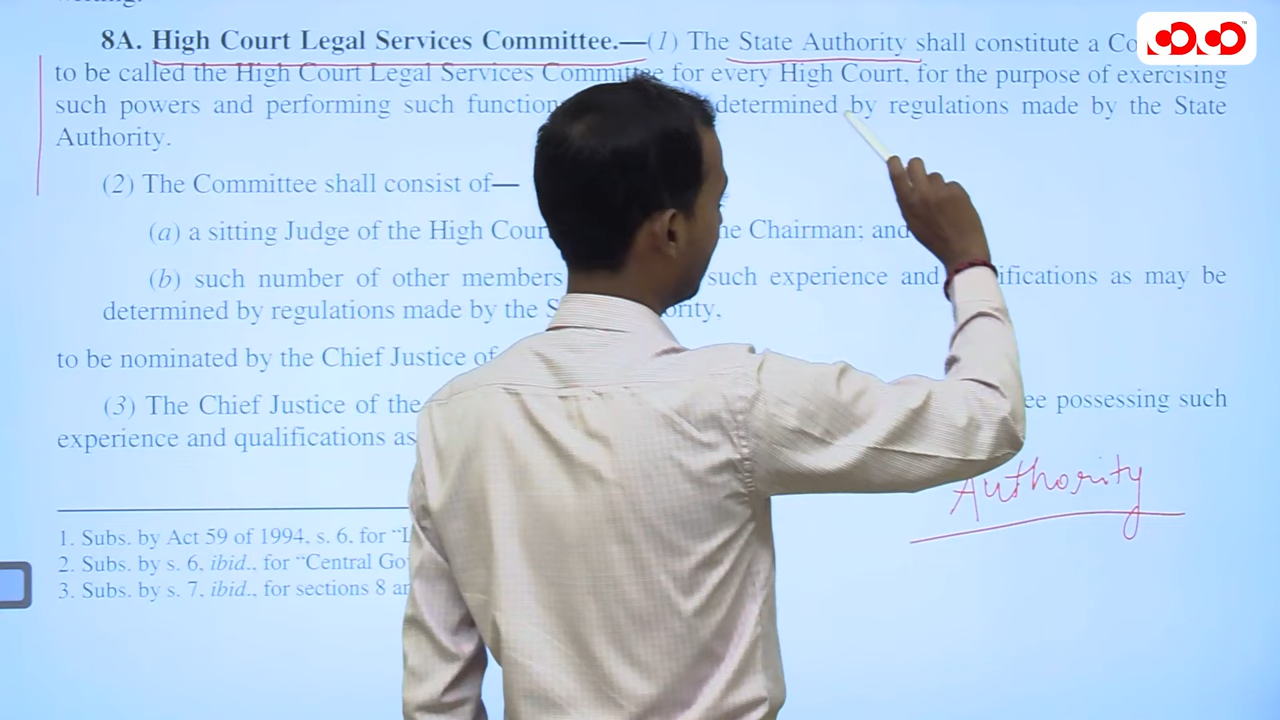 8A. High Court Legal Services Committee.—(1) The State Authority shall constitute a Co
to be called the High Court Legal Services Committee for every High Court, for the purpose of exercising
such powers and performing such function determined by regulations made by the State
Authority.
(2) The Committee shall consist of—
(a) a sitting Judge of the High Cour he Chairman; and
(b) such number of other members such experience and ifications as may be
determined by regulations made by the S ority,
to be nominated by the Chief Justice of
(3) The Chief Justice of the ee possessing such
experience and qualifications as
Authority
1. Subs. by Act 59 of 1994, s. 6, for "L
2. Subs. by s. 6, ibid., for "Central Go
3. Subs. by s. 7, ibid., for sections 8 an